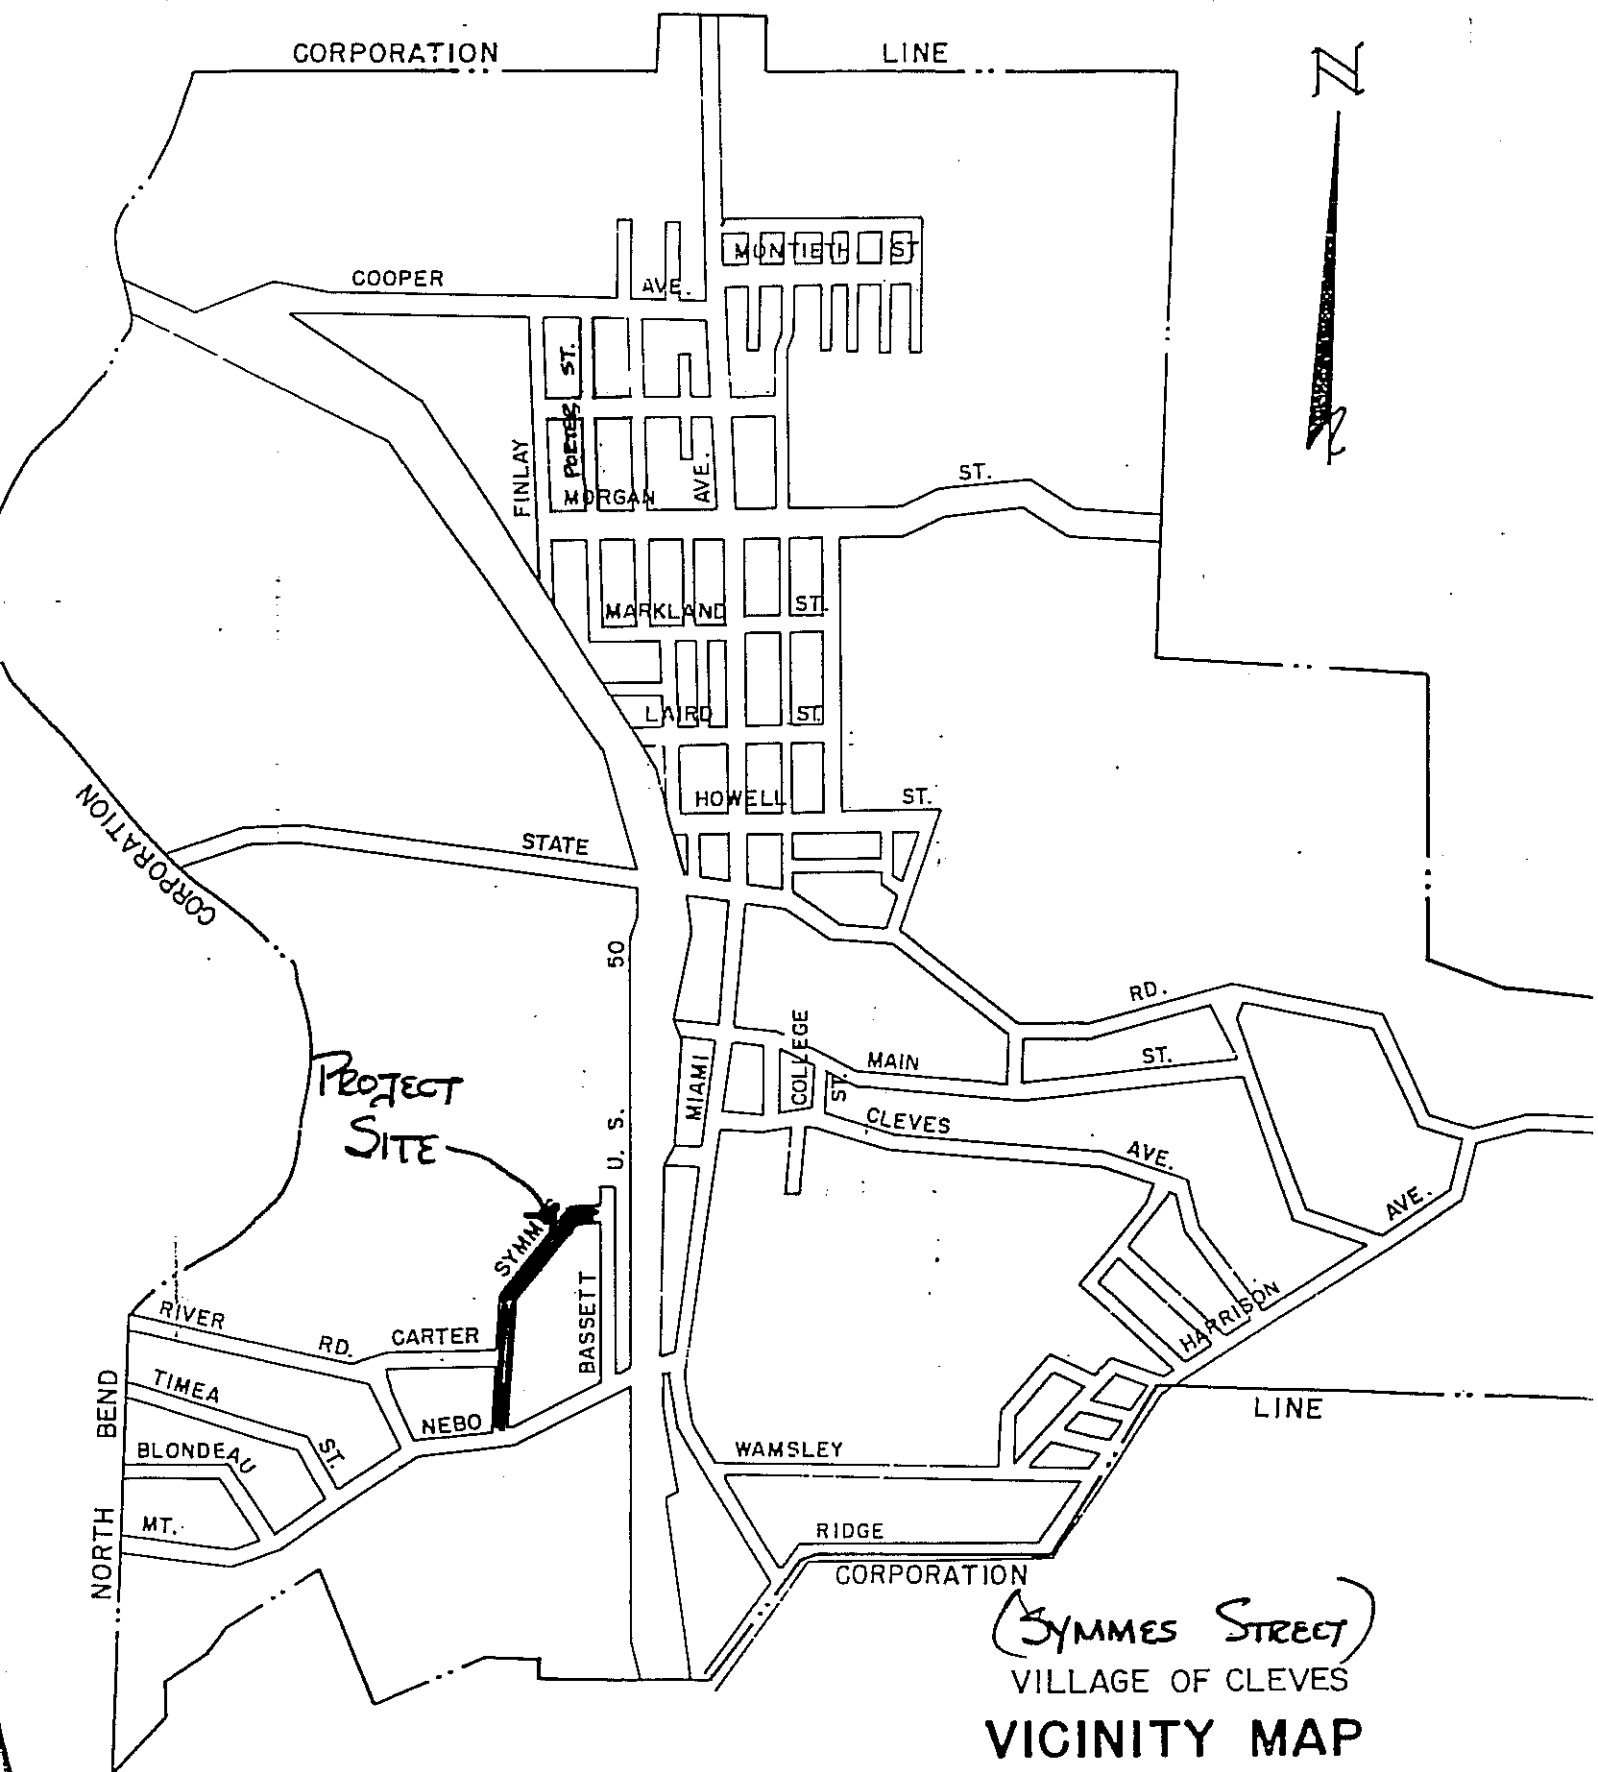 CORPORATION LINE
N
MONTIETH ST
COOPER AVE.
PORTER ST.
FINLAY
MORGAN ST.
AVE.
MARKLAND ST.
LAIRD ST.
HOWELL ST.
STATE RD.
CORPORATION
U. S. 50
MIAMI
COLLEGE ST.
MAIN ST.
CLEVES AVE.
PROJECT
SITE
SYMMES
BASSETT
HARRISON AVE.
RIVER RD.
CARTER
TIMEA ST.
NEBO
BLONDEAU
MT.
NORTH BEND
LINE
WAMSLEY
RIDGE
CORPORATION
(SYMMES STREET)
VILLAGE OF CLEVES
VICINITY MAP